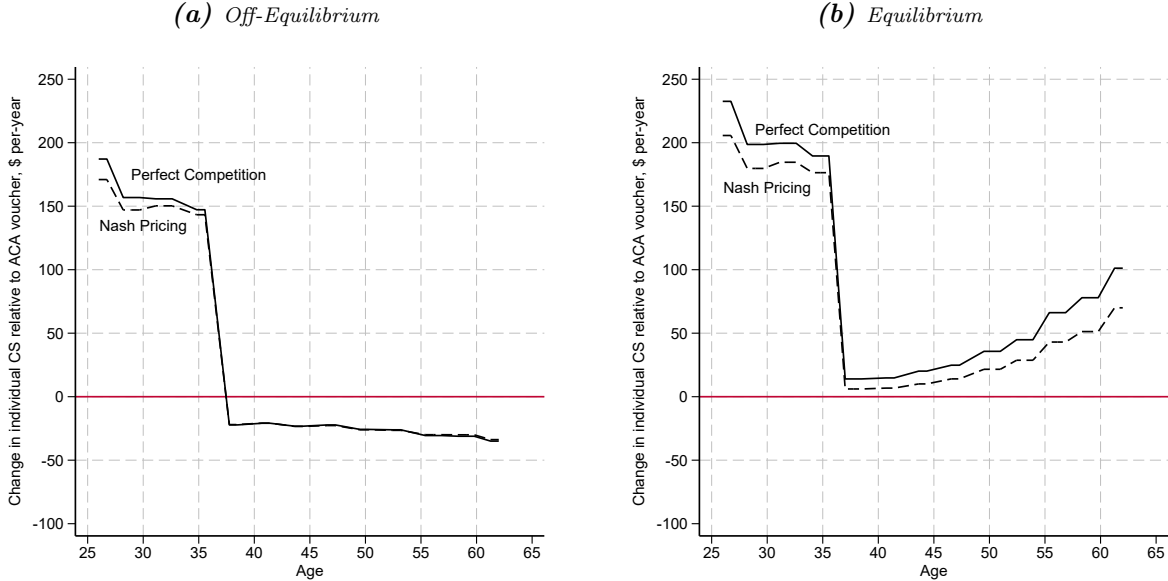 (a) Off-Equilibrium
Change in individual CS relative to ACA voucher, $ per-year
250
200
150
100
50
0
-50
-100
Perfect Competition
Nash Pricing
25 30 35 40 45 50 55 60 65
Age
(b) Equilibrium
Change in individual CS relative to ACA voucher, $ per-year
250
200
150
100
50
0
-50
-100
Perfect Competition
Nash Pricing
25 30 35 40 45 50 55 60 65
Age